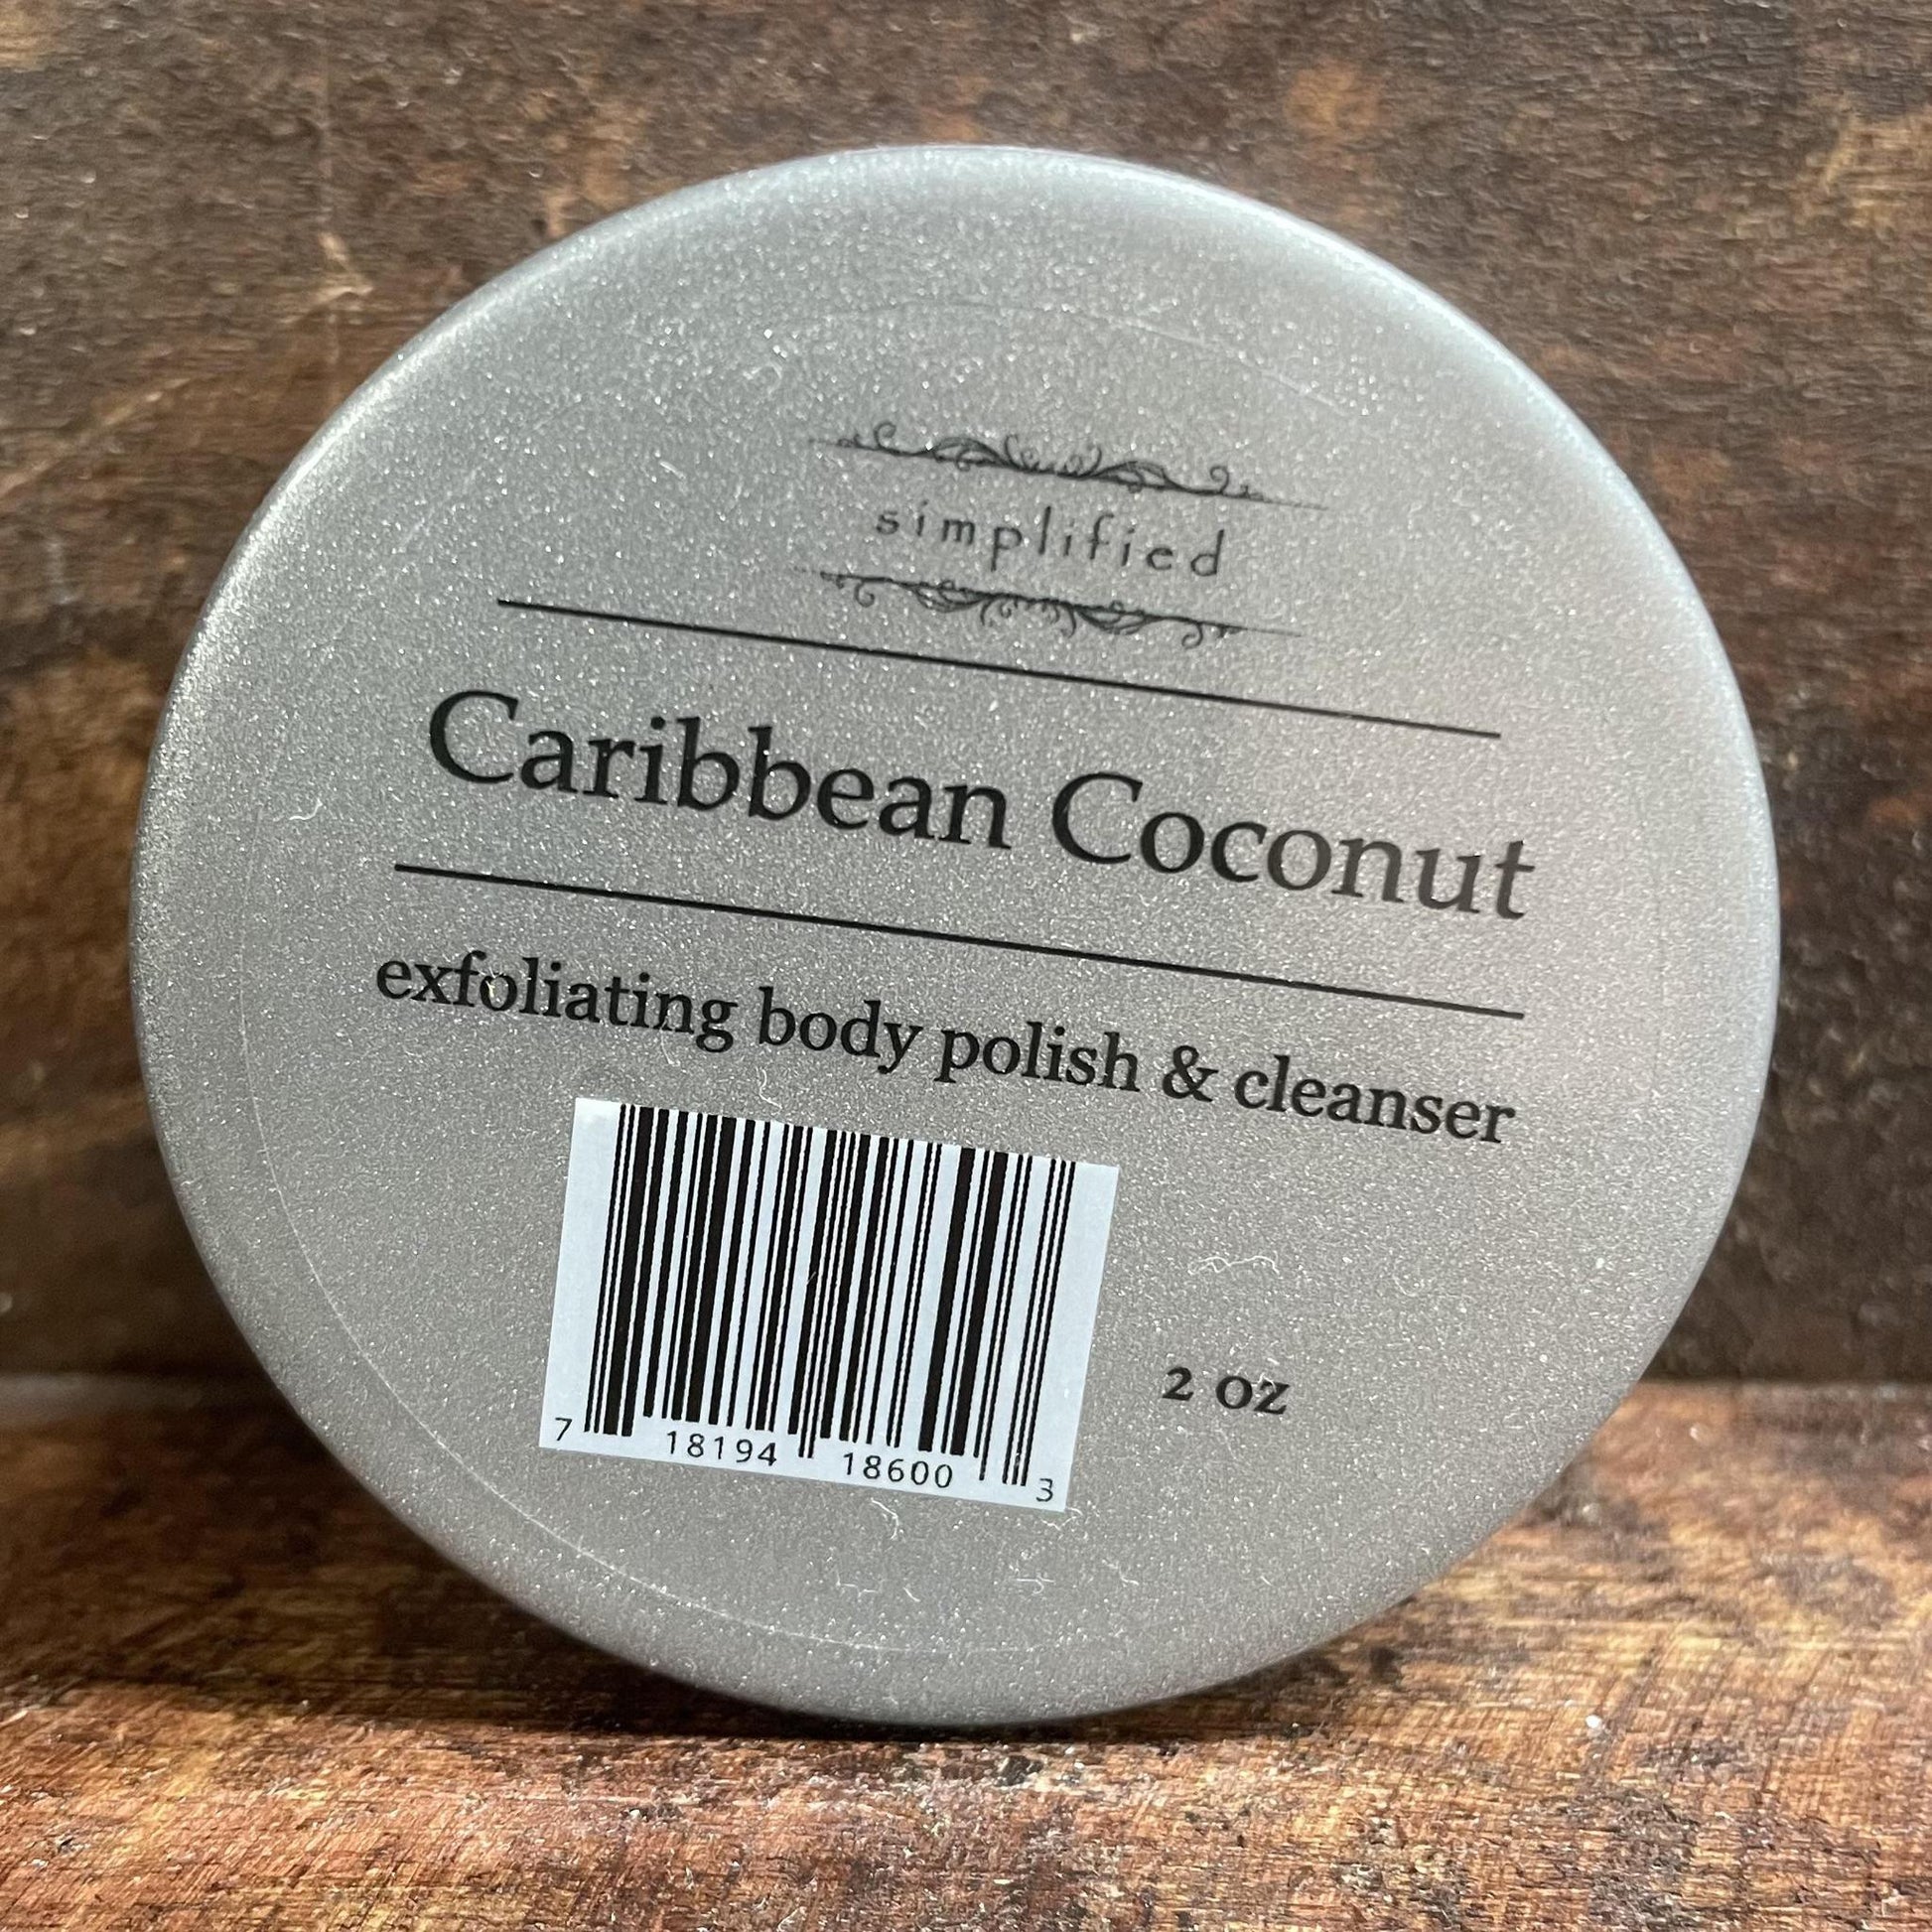 simplified
Caribbean Coconut
exfoliating body polish & cleanser
2 oz
7 18194 18600 3